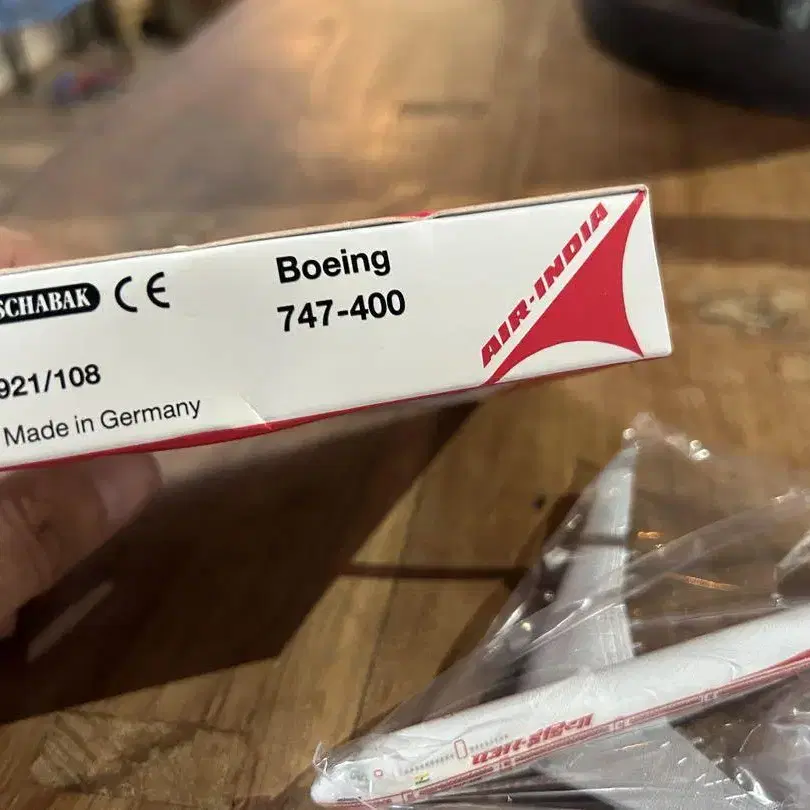 SCHABAK CE
Boeing
747-400
AIR-INDIA
921/108
Made in Germany